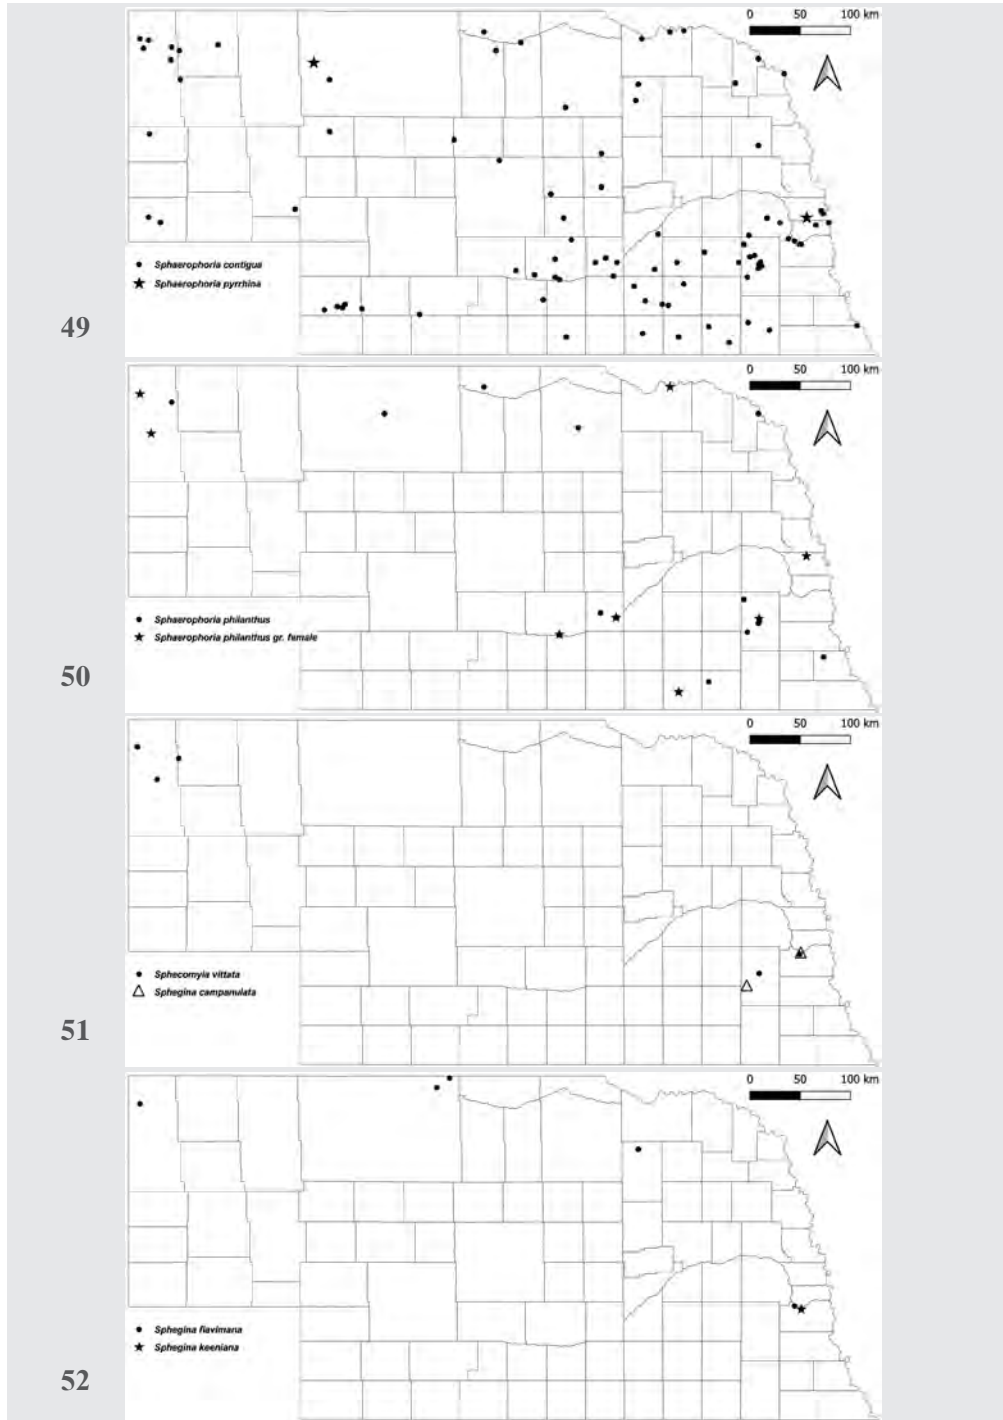 0 50 100 km
Sphaerophoria contigua
Sphaerophoria pyrrhina
49
0 50 100 km
Sphaerophoria philanthus
Sphaerophoria philanthus gr. female
50
0 50 100 km
Sphecomyia vittata
Sphegina campanulata
51
0 50 100 km
Sphegina flavimana
Sphegina keeniana
52